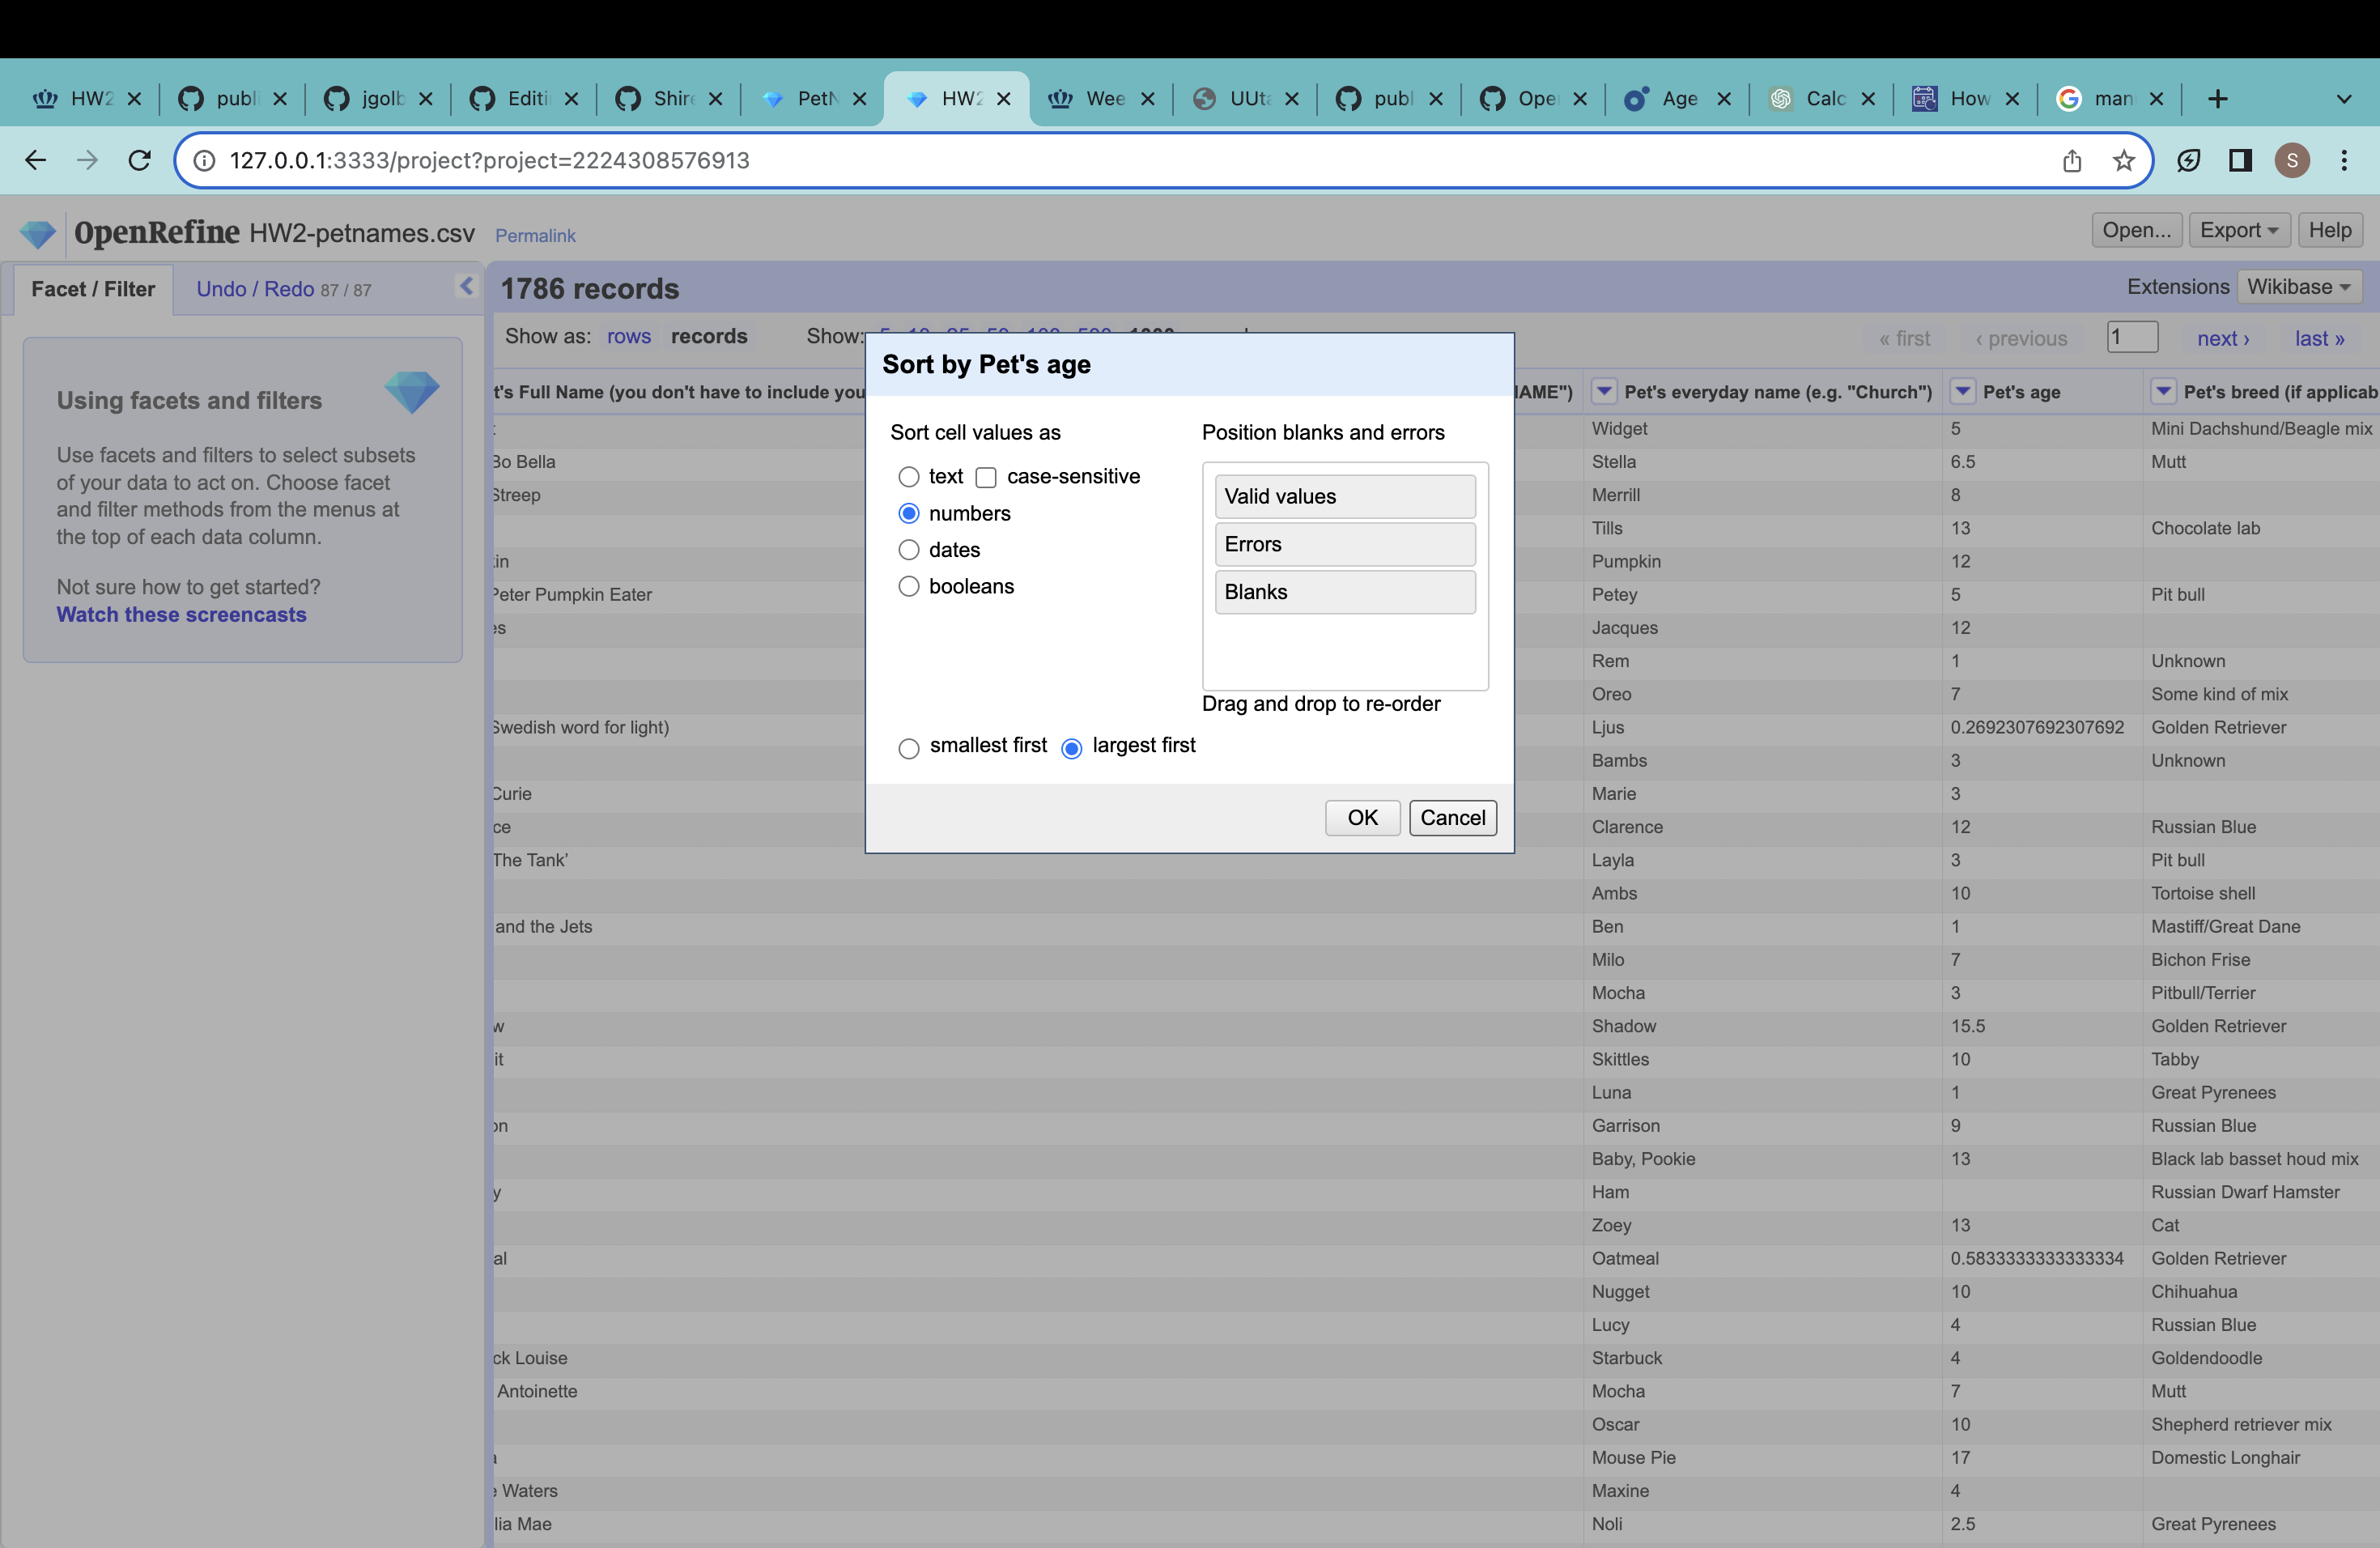 HW2 publ jgolb Editi Shire PetN HW2 Wee UUta publ Ope Age Calc How man
127.0.0.1:3333/project?project=2224308576913 S
OpenRefine HW2-petnames.csv Permalink Open... Export Help
Facet / Filter Undo / Redo 87 / 87 1786 records Extensions Wikibase
Show as: rows records Show: 5 10 25 50 100 500 1000 « first ‹ previous 1 next › last »
t's Full Name (you don't have to include you AME") Pet's everyday name (e.g. "Church") Pet's age Pet's breed (if applicab
Using facets and filters
Use facets and filters to select subsets
of your data to act on. Choose facet
and filter methods from the menus at
the top of each data column.
Not sure how to get started?
Watch these screencasts
Sort by Pet's age
Sort cell values as
text case-sensitive
numbers
dates
booleans
Position blanks and errors
Valid values
Errors
Blanks
Drag and drop to re-order
smallest first largest first
OK Cancel
Widget 5 Mini Dachshund/Beagle mix
Bo Bella Stella 6.5 Mutt
Streep Merrill 8
Tills 13 Chocolate lab
in Pumpkin 12
Peter Pumpkin Eater Petey 5 Pit bull
es Jacques 12
Rem 1 Unknown
Oreo 7 Some kind of mix
Swedish word for light) Ljus 0.2692307692307692 Golden Retriever
Bambs 3 Unknown
Curie Marie 3
ce Clarence 12 Russian Blue
The Tank’ Layla 3 Pit bull
Ambs 10 Tortoise shell
and the Jets Ben 1 Mastiff/Great Dane
Milo 7 Bichon Frise
Mocha 3 Pitbull/Terrier
w Shadow 15.5 Golden Retriever
it Skittles 10 Tabby
Luna 1 Great Pyrenees
on Garrison 9 Russian Blue
Baby, Pookie 13 Black lab basset houd mix
y Ham Russian Dwarf Hamster
Zoey 13 Cat
al Oatmeal 0.5833333333333334 Golden Retriever
Nugget 10 Chihuahua
Lucy 4 Russian Blue
ck Louise Starbuck 4 Goldendoodle
Antoinette Mocha 7 Mutt
Oscar 10 Shepherd retriever mix
Mouse Pie 17 Domestic Longhair
e Waters Maxine 4
lia Mae Noli 2.5 Great Pyrenees